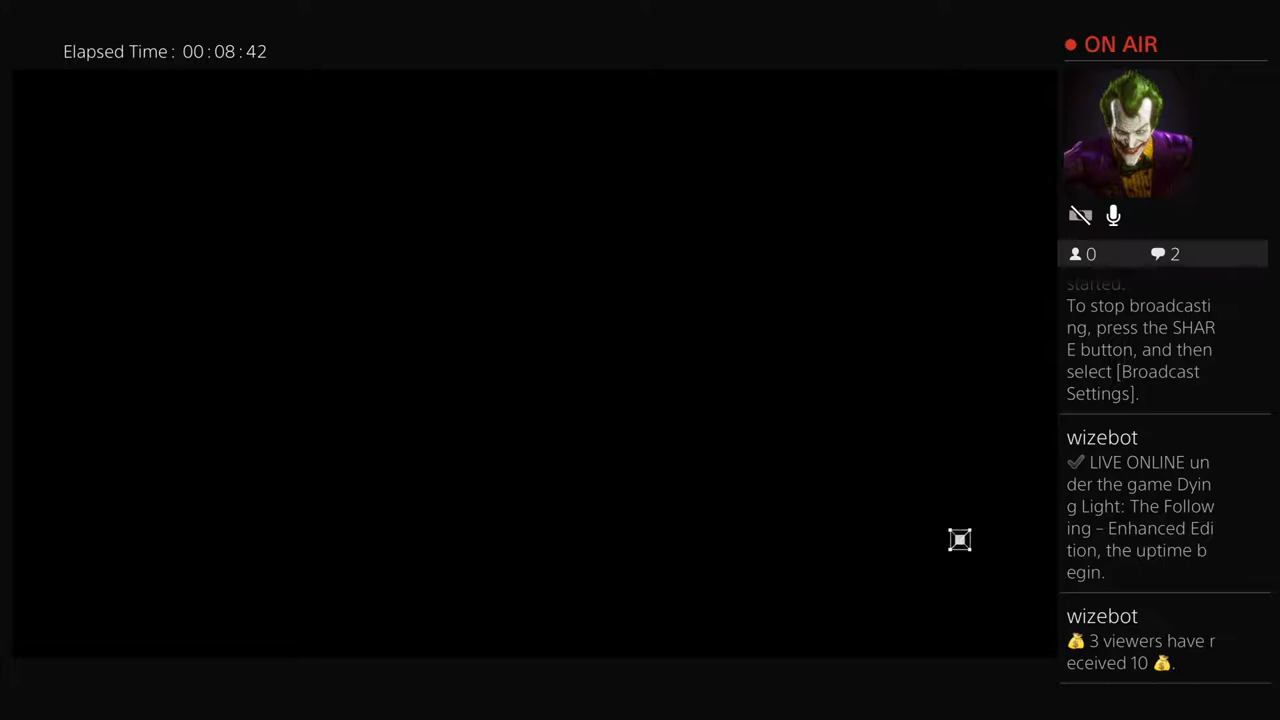 Elapsed Time: 00:08:42
ON AIR
0 2
started.
To stop broadcasti
ng, press the SHAR
E button, and then
select [Broadcast
Settings].
wizebot
✔ LIVE ONLINE un
der the game Dyin
g Light: The Follow
ing – Enhanced Edi
tion, the uptime b
egin.
wizebot
💰 3 viewers have r
eceived 10 💰.